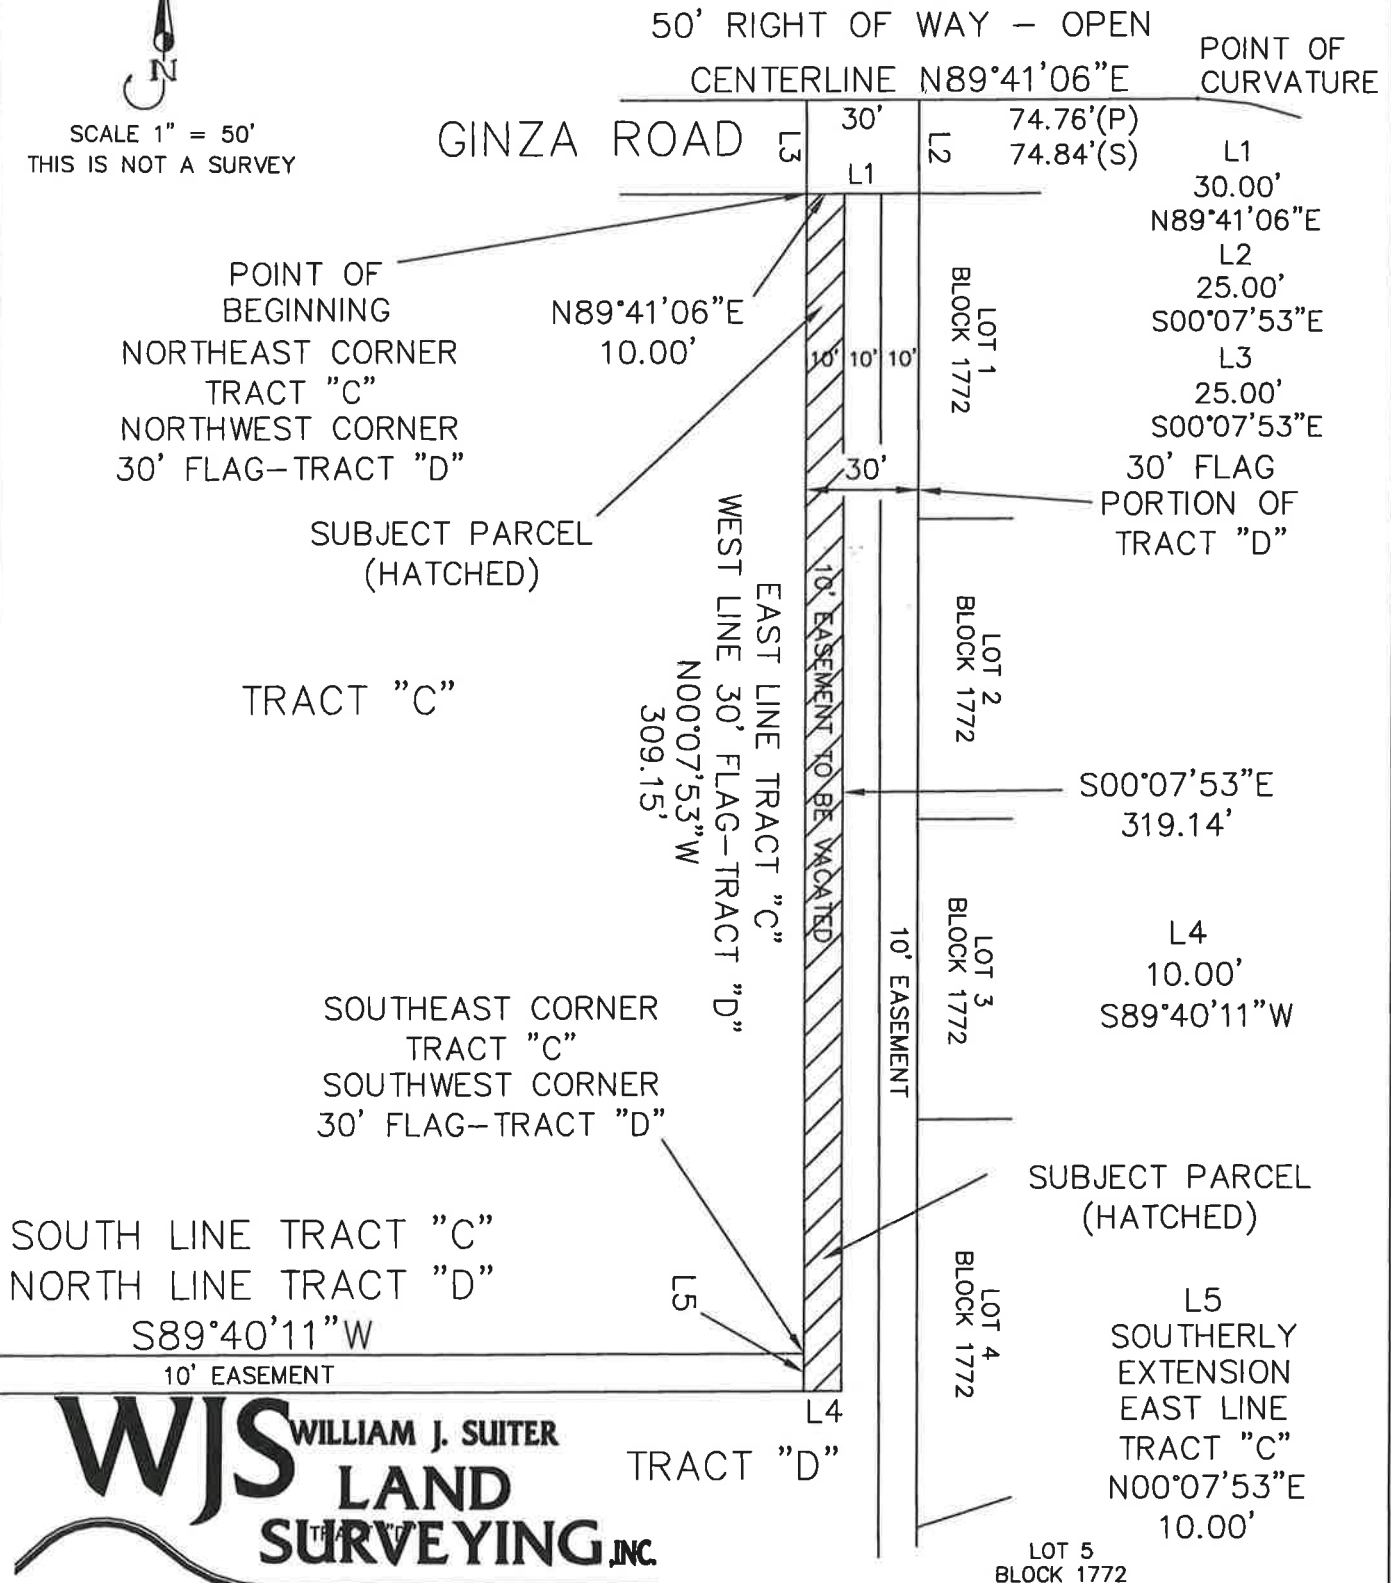 N
SCALE 1" = 50'
THIS IS NOT A SURVEY
50' RIGHT OF WAY – OPEN
CENTERLINE N89°41'06"E
POINT OF
CURVATURE
GINZA ROAD
L3
30'
L1
L2
74.76'(P)
74.84'(S)
L1
30.00'
N89°41'06"E
L2
25.00'
S00°07'53"E
L3
25.00'
S00°07'53"E
30' FLAG
PORTION OF
TRACT "D"
POINT OF
BEGINNING
NORTHEAST CORNER
TRACT "C"
NORTHWEST CORNER
30' FLAG–TRACT "D"
N89°41'06"E
10.00'
10' 10' 10'
30'
LOT 1
BLOCK 1772
SUBJECT PARCEL
(HATCHED)
EAST LINE TRACT "C"
WEST LINE 30' FLAG–TRACT "D"
N00°07'53"W
309.15'
10' EASEMENT TO BE VACATED
LOT 2
BLOCK 1772
TRACT "C"
S00°07'53"E
319.14'
LOT 3
BLOCK 1772
10' EASEMENT
L4
10.00'
S89°40'11"W
SOUTHEAST CORNER
TRACT "C"
SOUTHWEST CORNER
30' FLAG–TRACT "D"
SUBJECT PARCEL
(HATCHED)
SOUTH LINE TRACT "C"
NORTH LINE TRACT "D"
S89°40'11"W
10' EASEMENT
L5
L4
LOT 4
BLOCK 1772
L5
SOUTHERLY
EXTENSION
EAST LINE
TRACT "C"
N00°07'53"E
10.00'
TRACT "D"
WJS WILLIAM J. SUITER
LAND
SURVEYING, INC.
TRACT "D"
LOT 5
BLOCK 1772